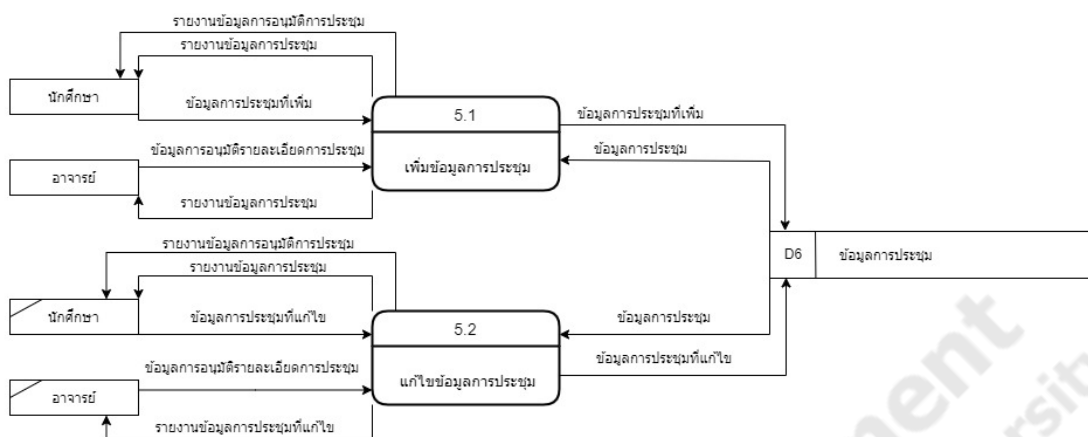 รายงานข้อมูลการอนุมัติการประชุม
รายงานข้อมูลการประชุม
นักศึกษา
ข้อมูลการประชุมที่เพิ่ม
5.1
ข้อมูลการประชุมที่เพิ่ม
ข้อมูลการอนุมัติรายละเอียดการประชุม
ข้อมูลการประชุม
เพิ่มข้อมูลการประชุม
อาจารย์
รายงานข้อมูลการประชุม
รายงานข้อมูลการอนุมัติการประชุม
D6
ข้อมูลการประชุม
รายงานข้อมูลการประชุม
นักศึกษา
ข้อมูลการประชุมที่แก้ไข
5.2
ข้อมูลการประชุม
ข้อมูลการอนุมัติรายละเอียดการประชุม
ข้อมูลการประชุมที่แก้ไข
แก้ไขข้อมูลการประชุม
อาจารย์
รายงานข้อมูลการประชุมที่แก้ไข